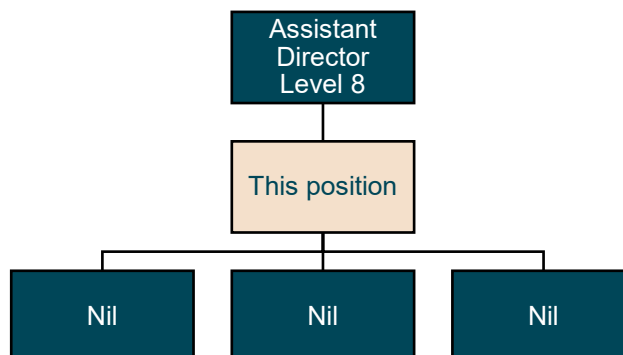 Assistant
Director
Level 8
This position
Nil
Nil
Nil